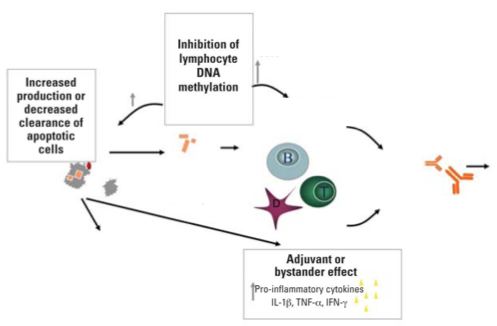 Inhibition of
lymphocyte
DNA
methylation
Increased
production or
decreased
clearance of
apoptotic
cells
B
T
D
Adjuvant or
bystander effect
Pro-inflammatory cytokines
IL-1β, TNF-α, IFN-γ